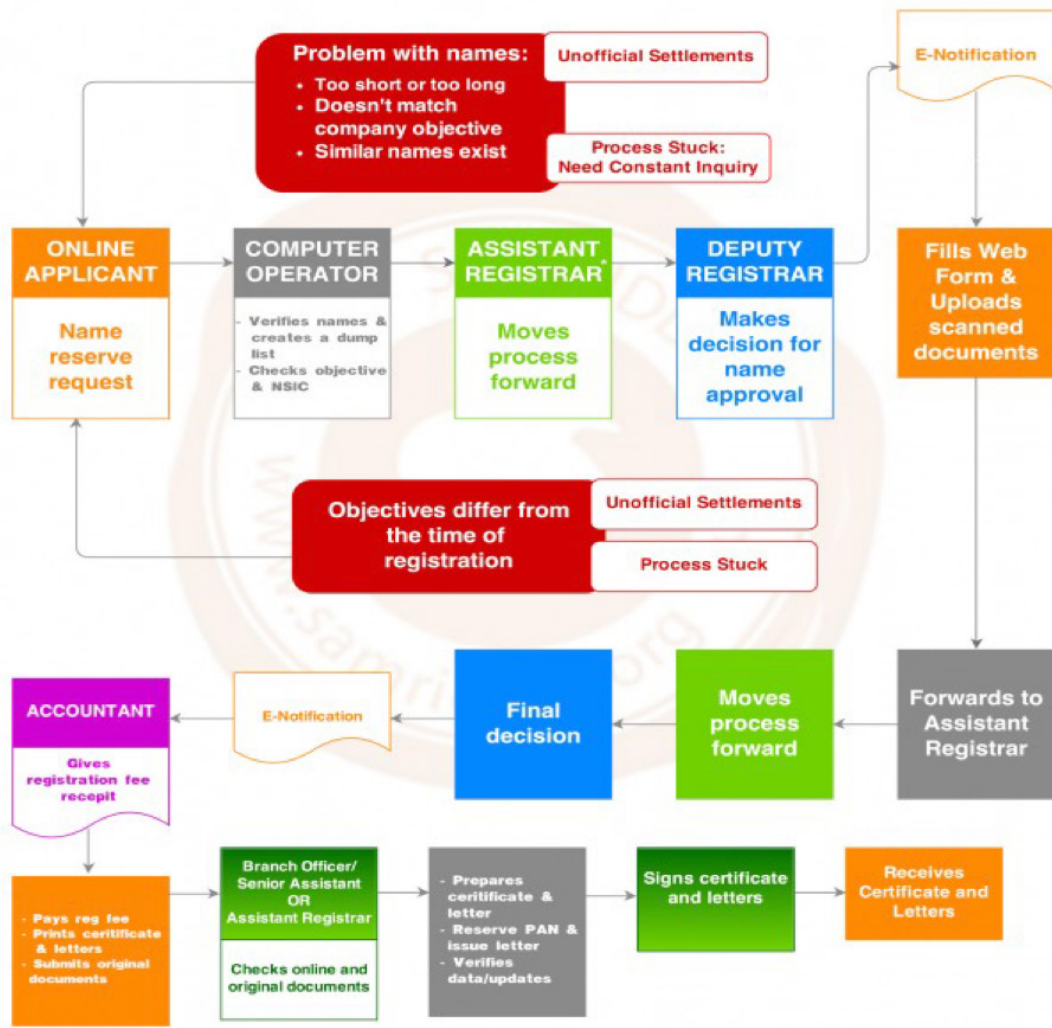 Problem with names:
• Too short or too long
• Doesn't match
company objective
• Similar names exist
Unofficial Settlements
Process Stuck:
Need Constant Inquiry
E-Notification
ONLINE
APPLICANT
Name
reserve
request
COMPUTER
OPERATOR
- Verifies names &
creates a dump
list
- Checks objective
& NSIC
ASSISTANT
REGISTRAR*
Moves
process
forward
DEPUTY
REGISTRAR
Makes
decision for
name
approval
Fills Web
Form &
Uploads
scanned
documents
Objectives differ from
the time of
registration
Unofficial Settlements
Process Stuck
ACCOUNTANT
Gives
registration fee
recepit
E-Notification
Final
decision
Moves
process
forward
Forwards to
Assistant
Registrar
- Pays reg fee
- Prints ceritificate
& letters
- Submits original
documents
Branch Officer/
Senior Assistant
OR
Assistant Registrar
Checks online and
original documents
- Prepares
ceritificate &
letter
- Reserve PAN &
issue letter
- Verifies
data/updates
Signs certificate
and letters
Receives
Certificate and
Letters